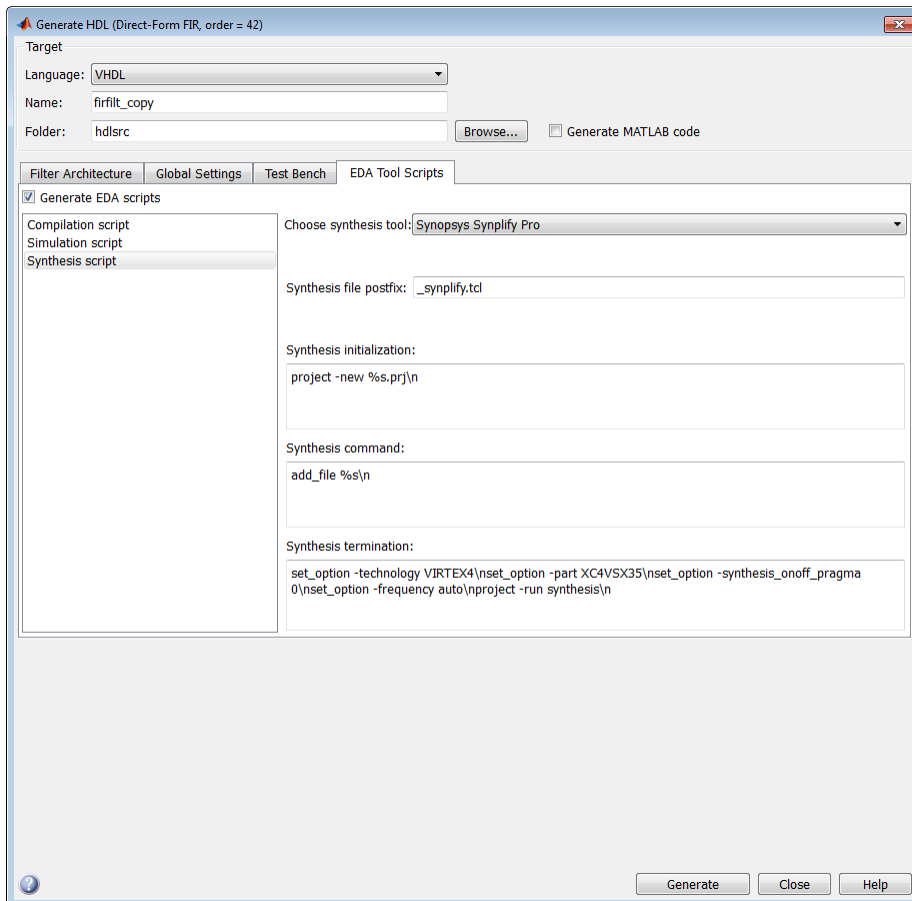 Generate HDL (Direct-Form FIR, order = 42)
Target
Language: VHDL
Name: firfilt_copy
Folder: hdlsrc Browse... Generate MATLAB code
Filter Architecture Global Settings Test Bench EDA Tool Scripts
Generate EDA scripts
Compilation script
Simulation script
Synthesis script
Choose synthesis tool: Synopsys Synplify Pro
Synthesis file postfix: _synplify.tcl
Synthesis initialization:
project -new %s.prj\n
Synthesis command:
add_file %s\n
Synthesis termination:
set_option -technology VIRTEX4\nset_option -part XC4VSX35\nset_option -synthesis_onoff_pragma
0\nset_option -frequency auto\nproject -run synthesis\n
? Generate Close Help